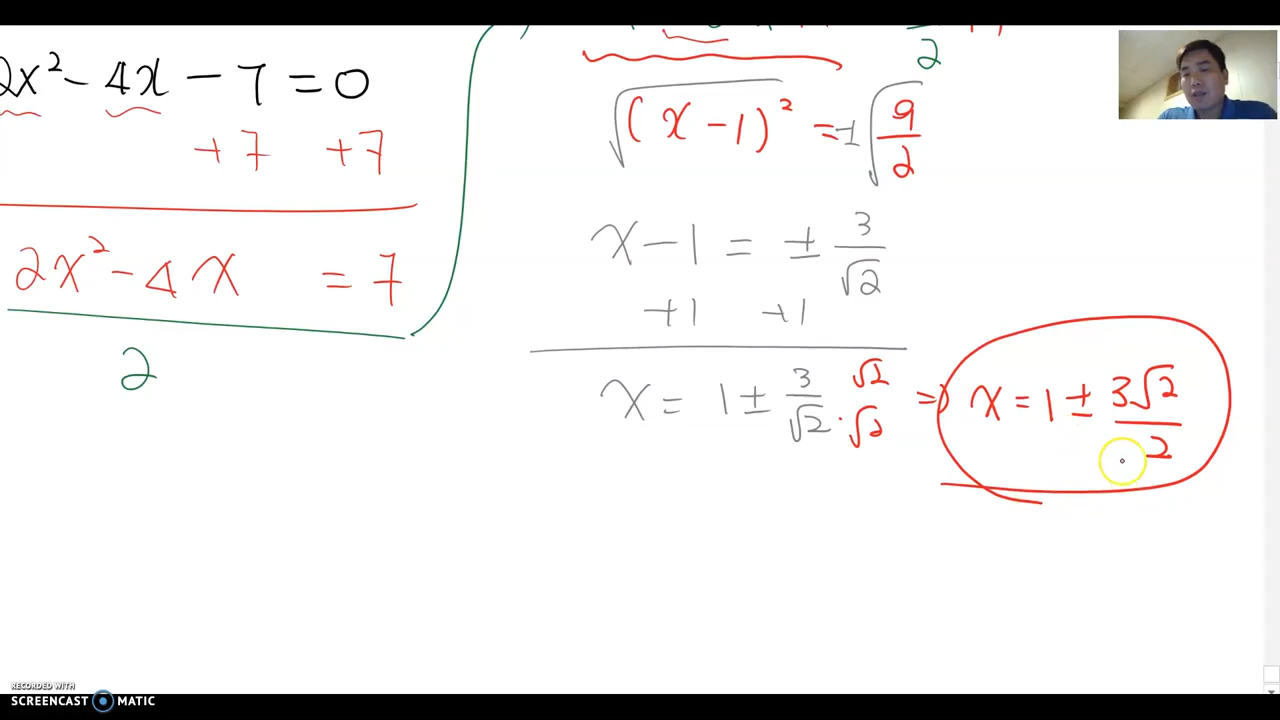 2x² - 4x - 7 = 0
+7 +7
2x² - 4x = 7
2
2
√(x - 1)² = ±√9/2
x - 1 = ± 3/√2
+1 +1
x = 1 ± 3/√2 · √2/√2 => x = 1 ± 3√2/2
RECORDED WITH
SCREENCAST MATIC